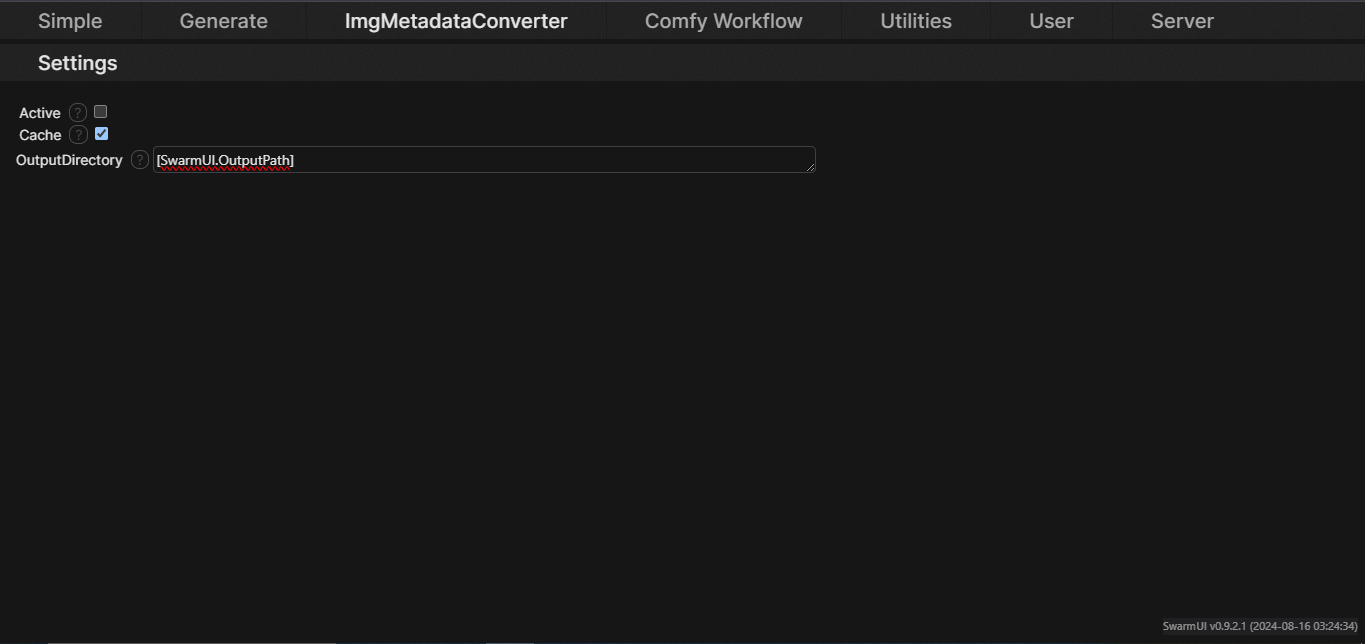 Simple Generate ImgMetadataConverter Comfy Workflow Utilities User Server
Settings
Active ?
Cache ?
OutputDirectory ? [SwarmUI.OutputPath]
SwarmUI v0.9.2.1 (2024-08-16 03:24:34)